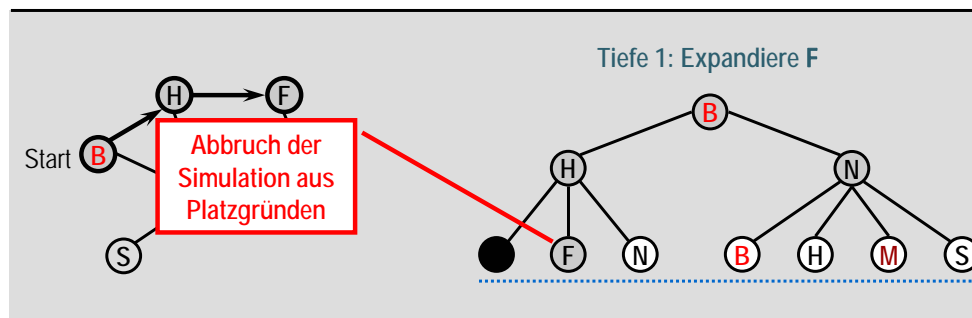 Tiefe 1: Expandiere F
H F
B
Start B
Abbruch der
Simulation aus
Platzgründen
H N
S
F N B H M S